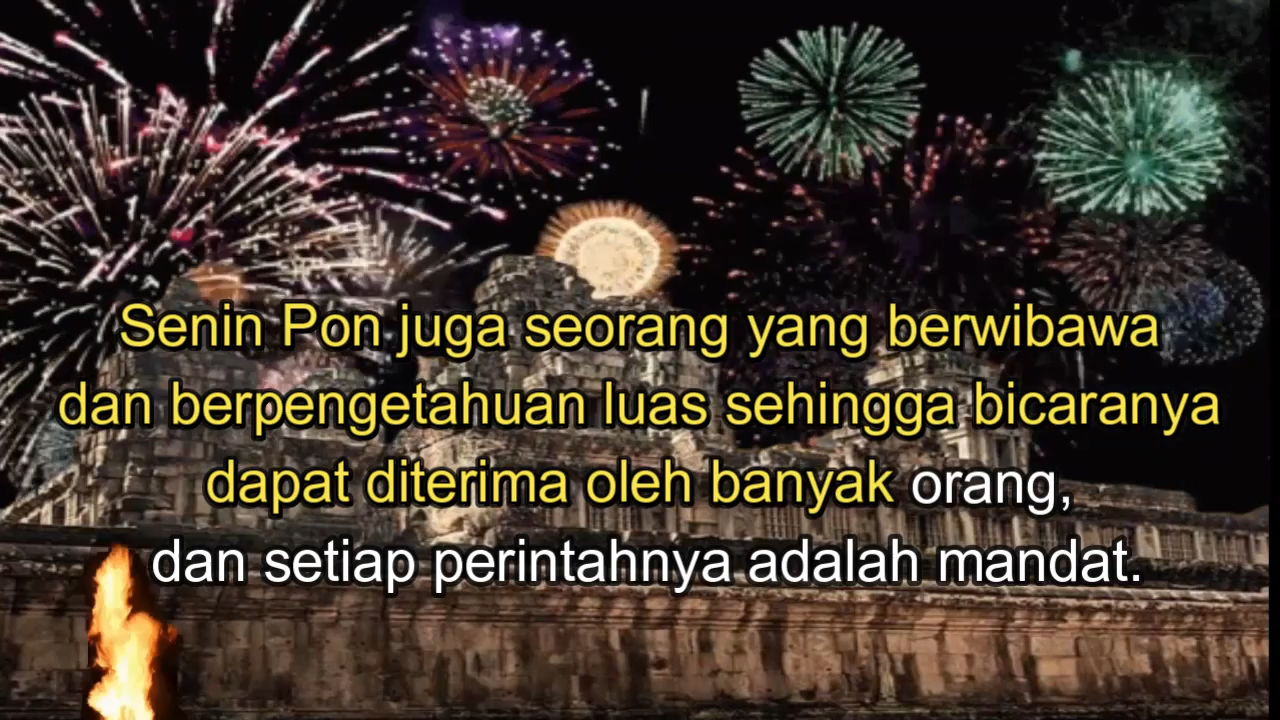 Senin Pon juga seorang yang berwibawa
dan berpengetahuan luas sehingga bicaranya
dapat diterima oleh banyak orang,
dan setiap perintahnya adalah mandat.